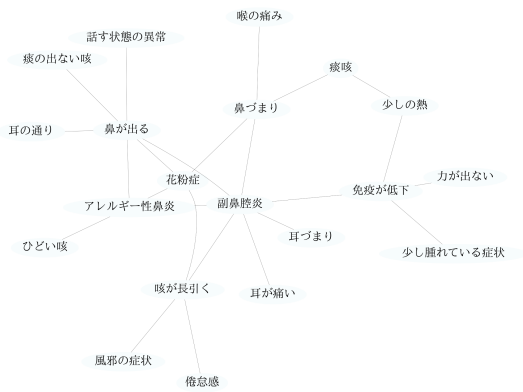 喉の痛み
話す状態の異常
痰の出ない咳
痰咳
鼻づまり
少しの熱
耳の通り
鼻が出る
花粉症
力が出ない
免疫が低下
アレルギー性鼻炎
副鼻腔炎
耳づまり
ひどい咳
少し腫れている症状
咳が長引く
耳が痛い
風邪の症状
倦怠感